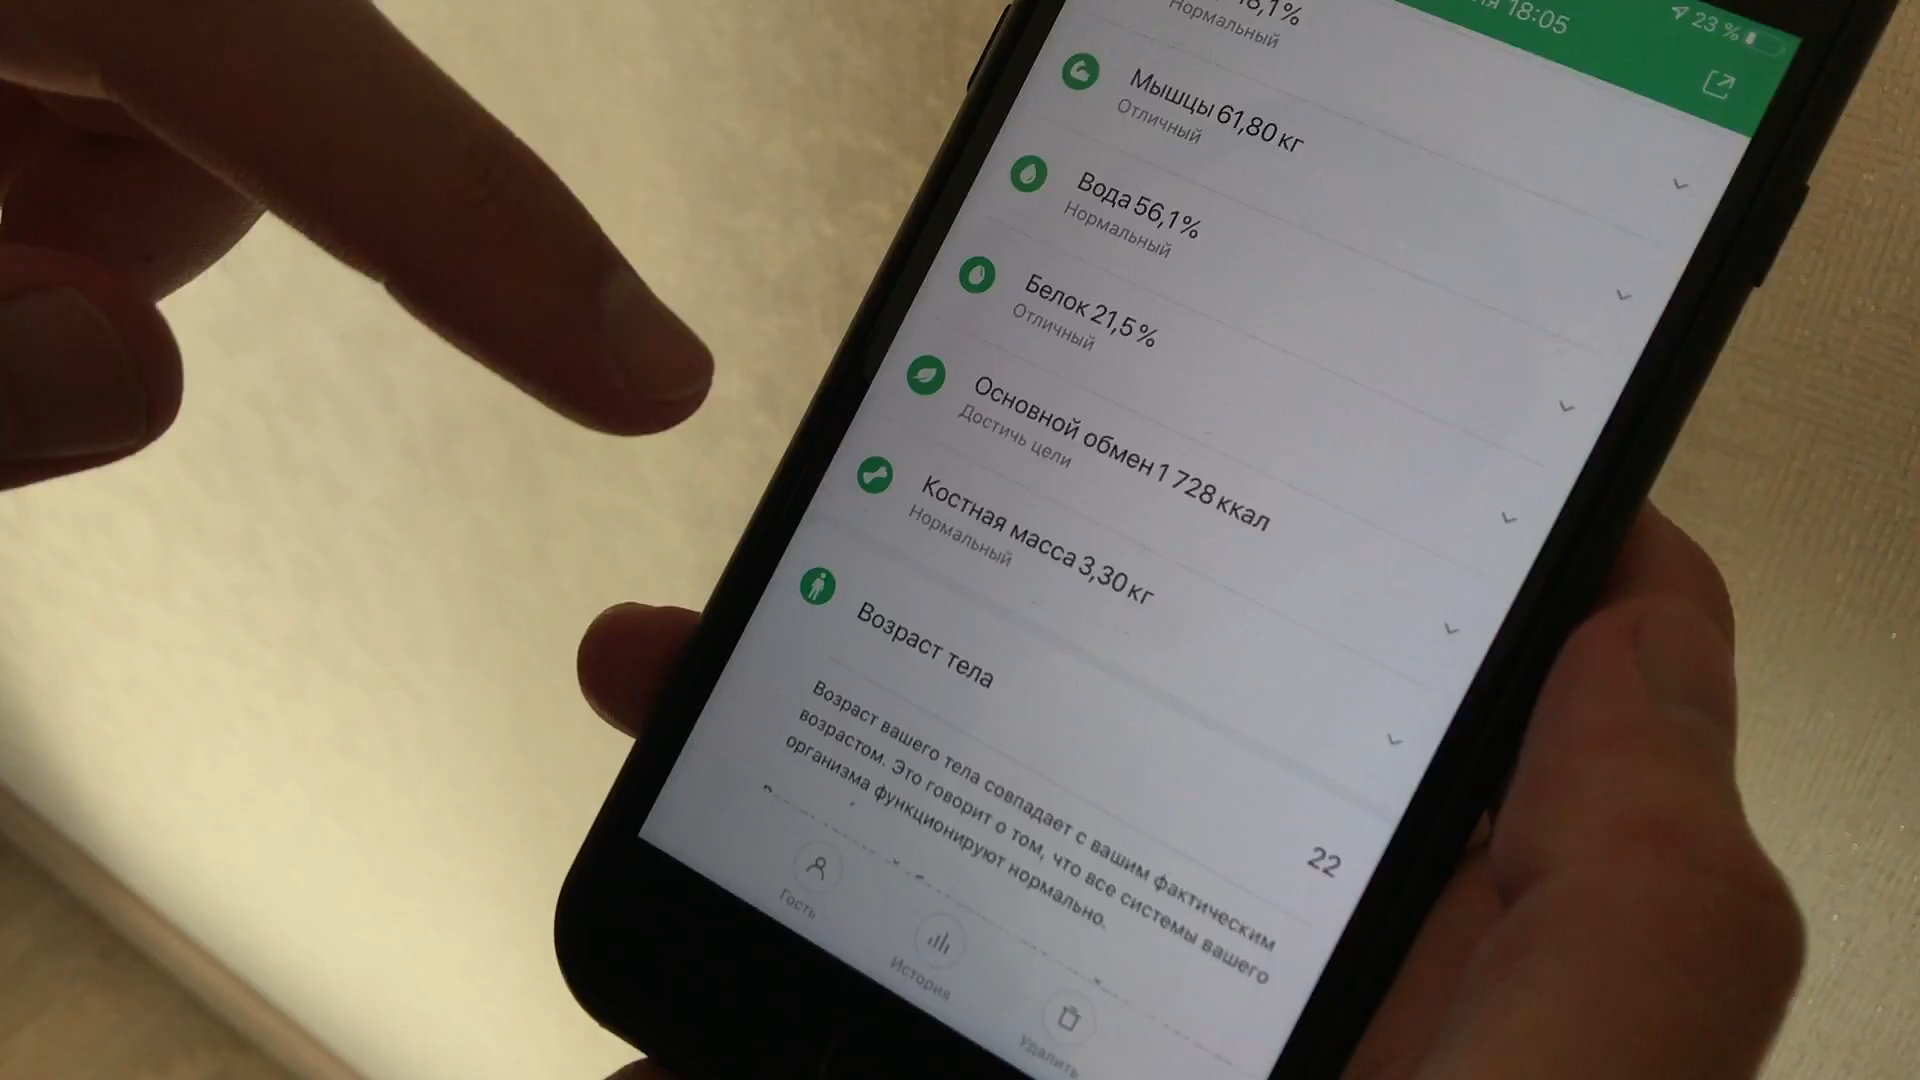 18:05
23 %
18,1%
Нормальный
Мышцы 61,80 кг
Отличный
Вода 56,1%
Нормальный
Белок 21,5%
Отличный
Основной обмен 1 728 ккал
Достичь цели
Костная масса 3,30 кг
Нормальный
Возраст тела
22
Возраст вашего тела совпадает с вашим фактическим
возрастом. Это говорит о том, что все системы вашего
организма функционируют нормально.
Гость
История
Удалить